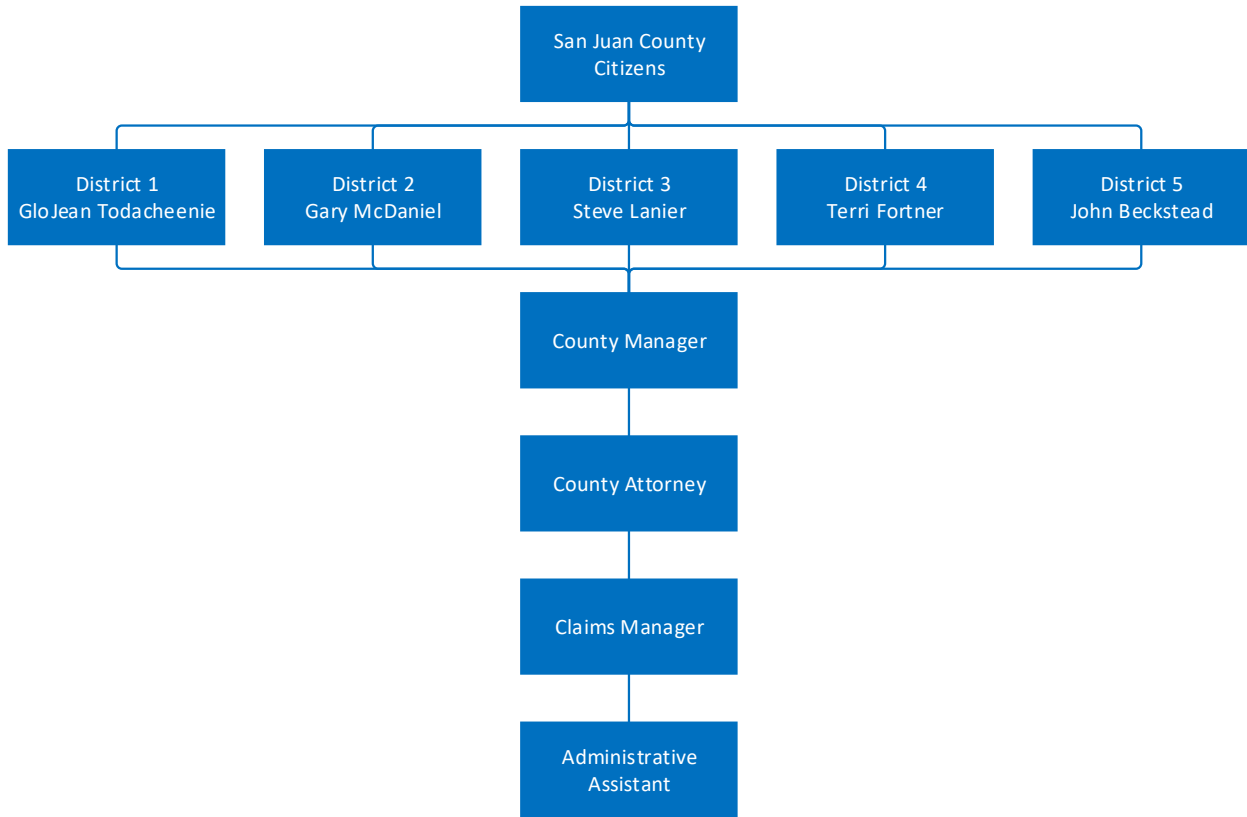 San Juan County
Citizens
District 1
GloJean Todacheenie
District 2
Gary McDaniel
District 3
Steve Lanier
District 4
Terri Fortner
District 5
John Beckstead
County Manager
County Attorney
Claims Manager
Administrative
Assistant